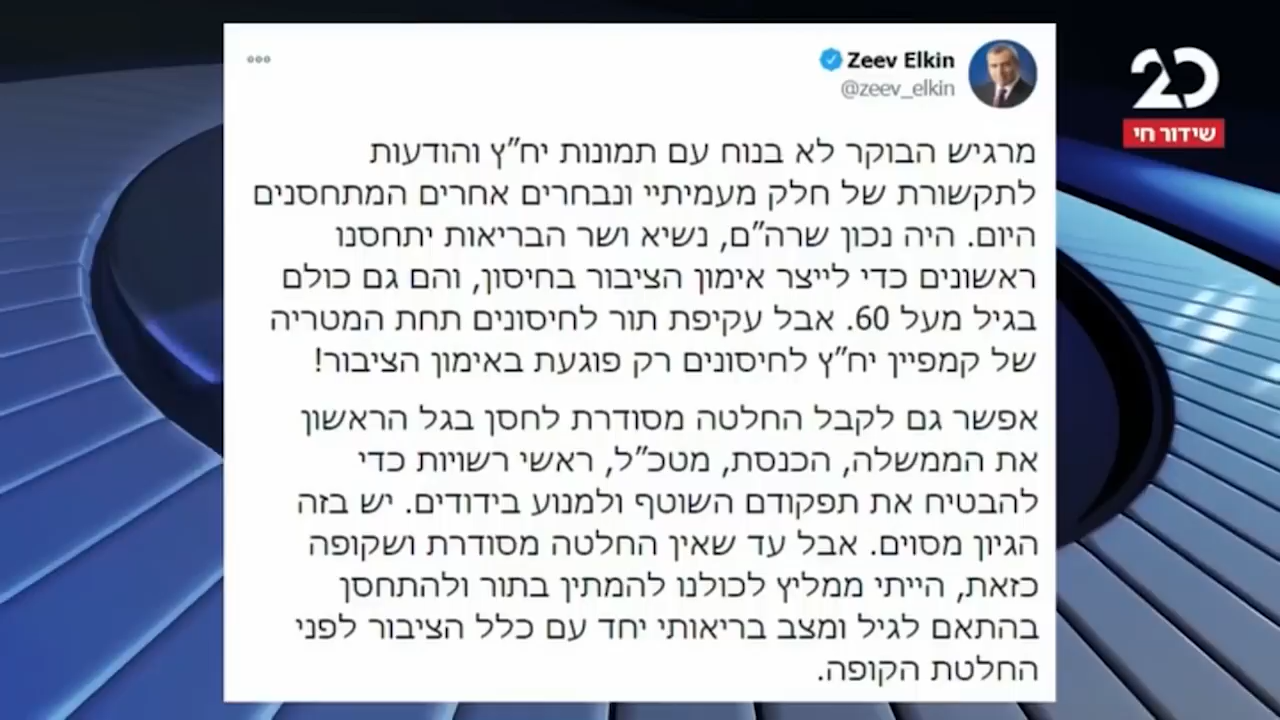 Zeev Elkin
@zeev_elkin
20
שידור חי
מרגיש הבוקר לא בנוח עם תמונות יח"ץ והודעות
לתקשורת של חלק מעמיתיי ונבחרים אחרים המתחסנים
היום. היה נכון שרה"ם, נשיא ושר הבריאות יתחסנו
ראשונים כדי לייצר אימון הציבור בחיסון, והם גם כולם
בגיל מעל 60. אבל עקיפת תור לחיסונים תחת המטריה
של קמפיין יח"ץ לחיסונים רק פוגעת באימון הציבור!
אפשר גם לקבל החלטה מסודרת לחסן בגל הראשון
את הממשלה, הכנסת, מטכ"ל, ראשי רשויות כדי
להבטיח את תפקודם השוטף ולמנוע בידודים. יש בזה
הגיון מסוים. אבל עד שאין החלטה מסודרת ושקופה
כזאת, הייתי ממליץ לכולנו להמתין בתור ולהתחסן
בהתאם לגיל ומצב בריאותי יחד עם כלל הציבור לפני
החלטת הקופה.